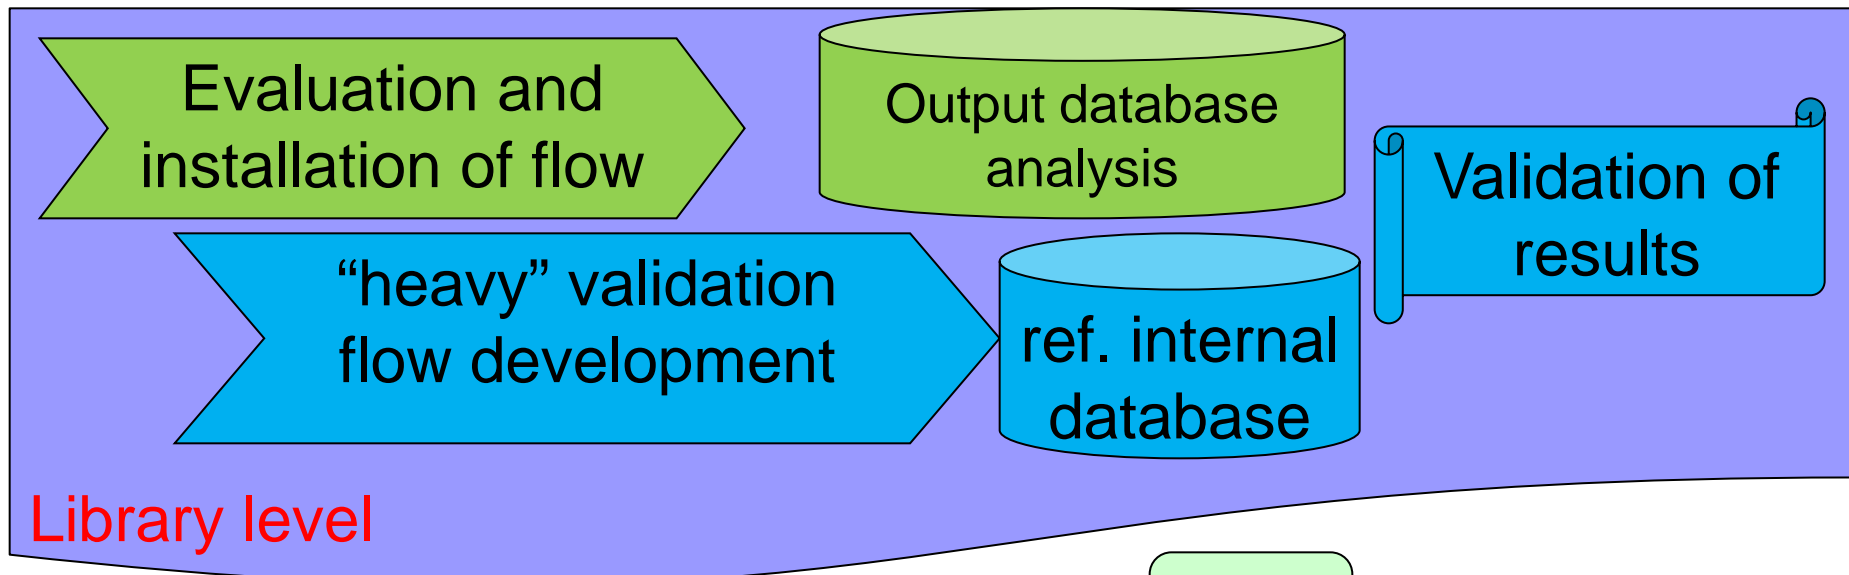 Evaluation and
installation of flow
Output database
analysis
Validation of
results
“heavy” validation
flow development
ref. internal
database
Library level